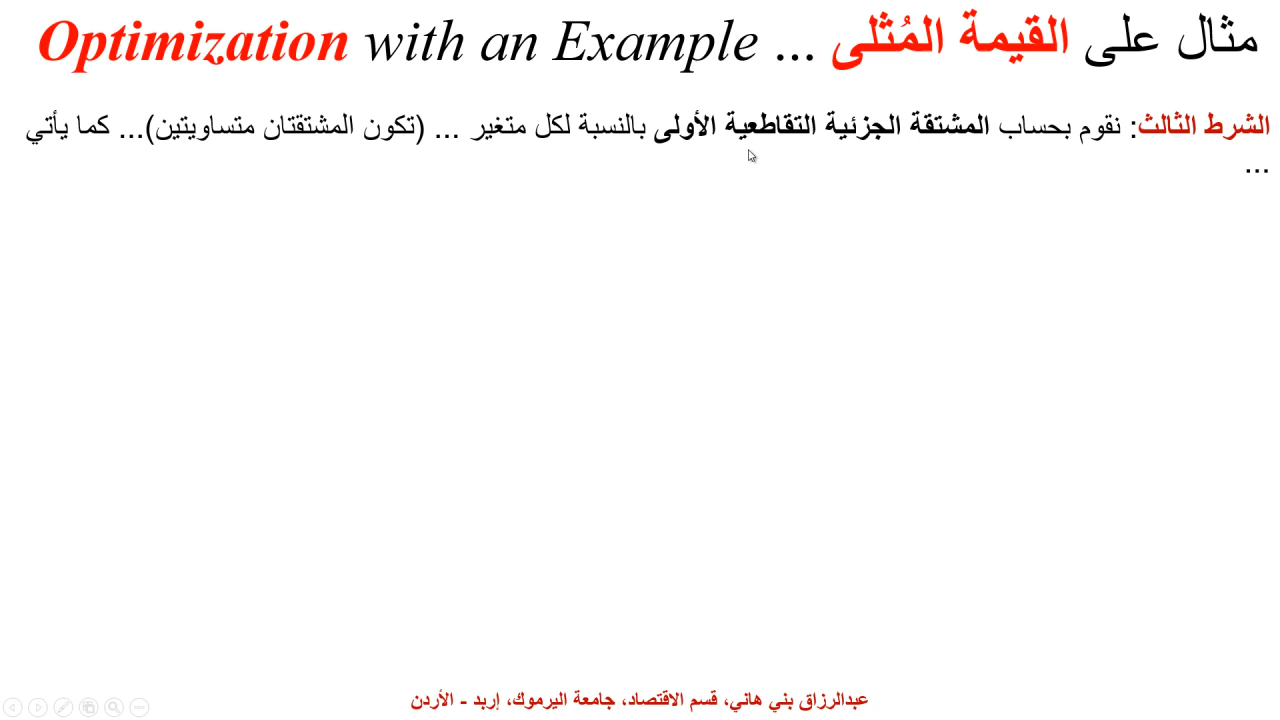 مثال على القيمة المُثلى ... Optimization with an Example
الشرط الثالث: نقوم بحساب المشتقة الجزئية التقاطعية الأولى بالنسبة لكل متغير ... (تكون المشتقتان متساويتين)... كما يأتي
...
عبدالرزاق بني هاني، قسم الاقتصاد، جامعة اليرموك، إربد - الأردن